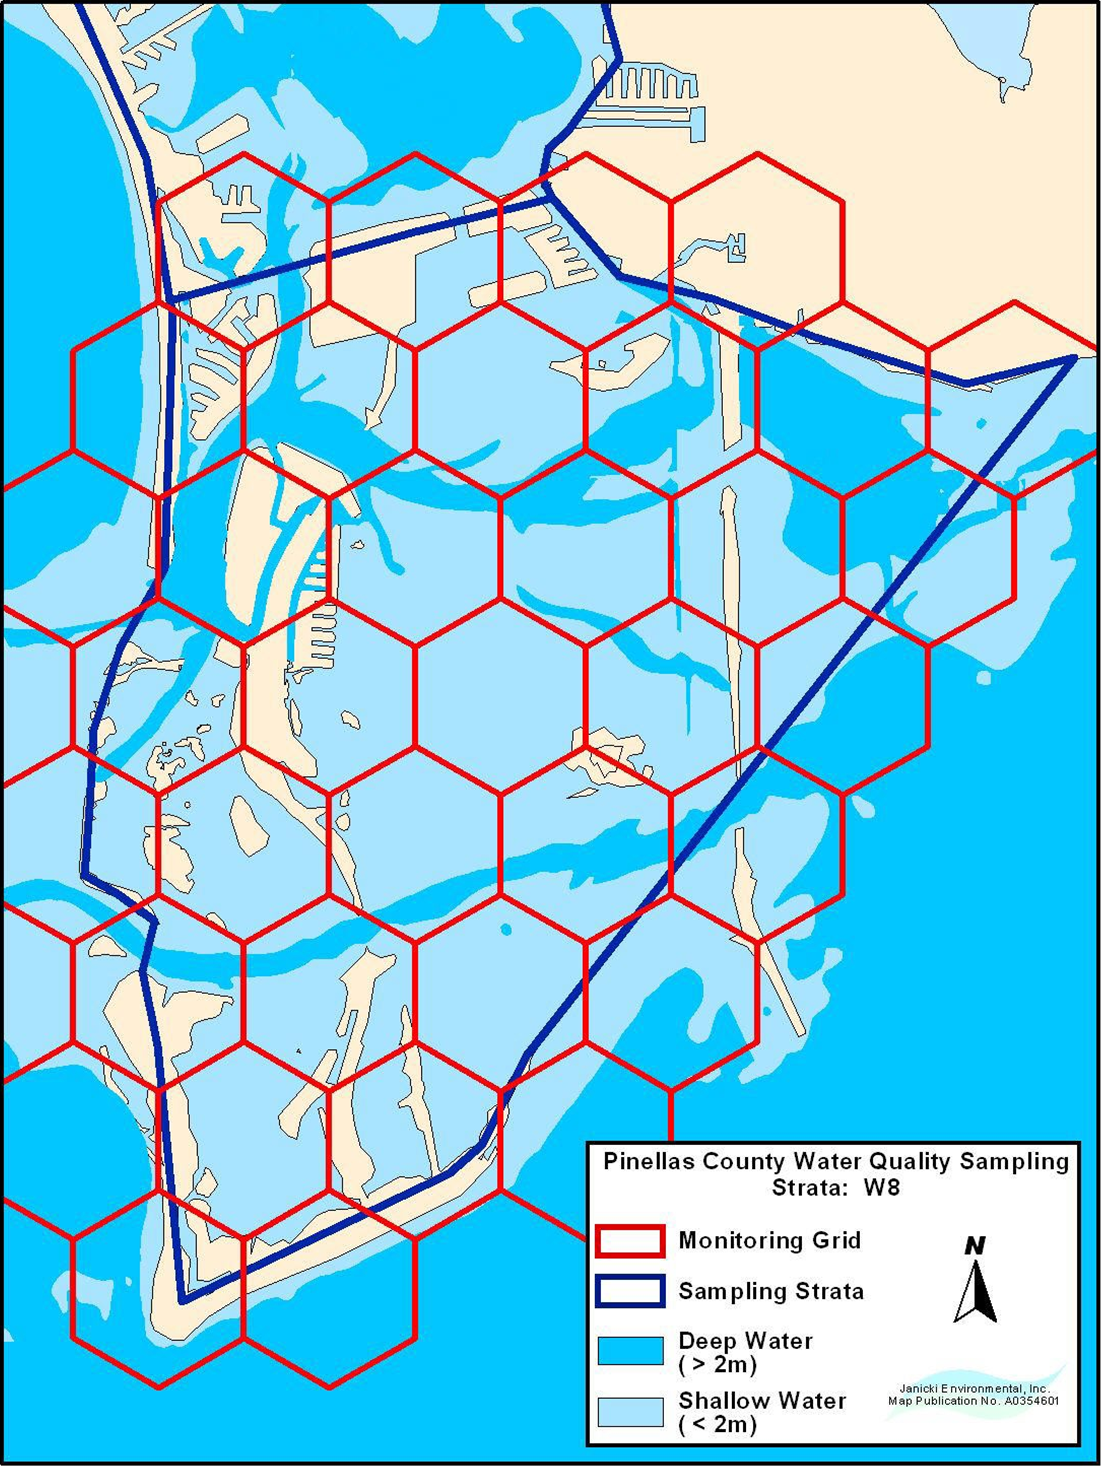 Pinellas County Water Quality Sampling
Strata: W8
Monitoring Grid
N
Sampling Strata
Deep Water
( > 2m)
Shallow Water
( < 2m)
Janicki Environmental, Inc.
Map Publication No. A0354601